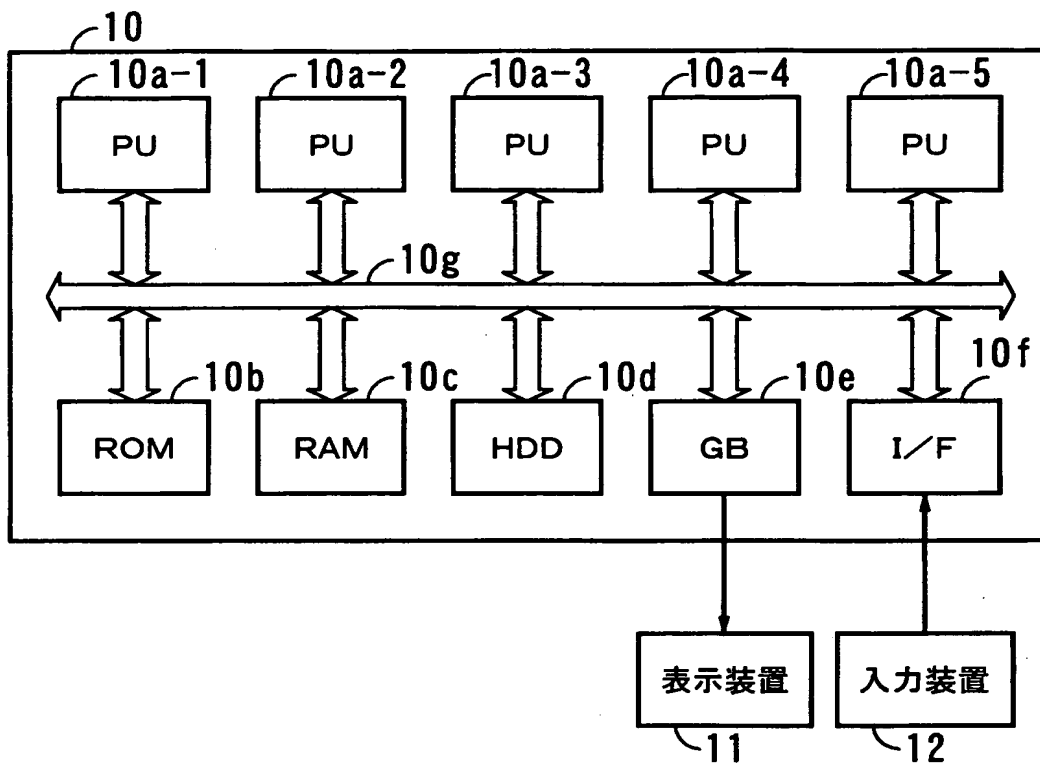 10
10a-1 10a-2 10a-3 10a-4 10a-5
PU PU PU PU PU
10g
10b 10c 10d 10e 10f
ROM RAM HDD GB I/F
表示装置 入力装置
11 12